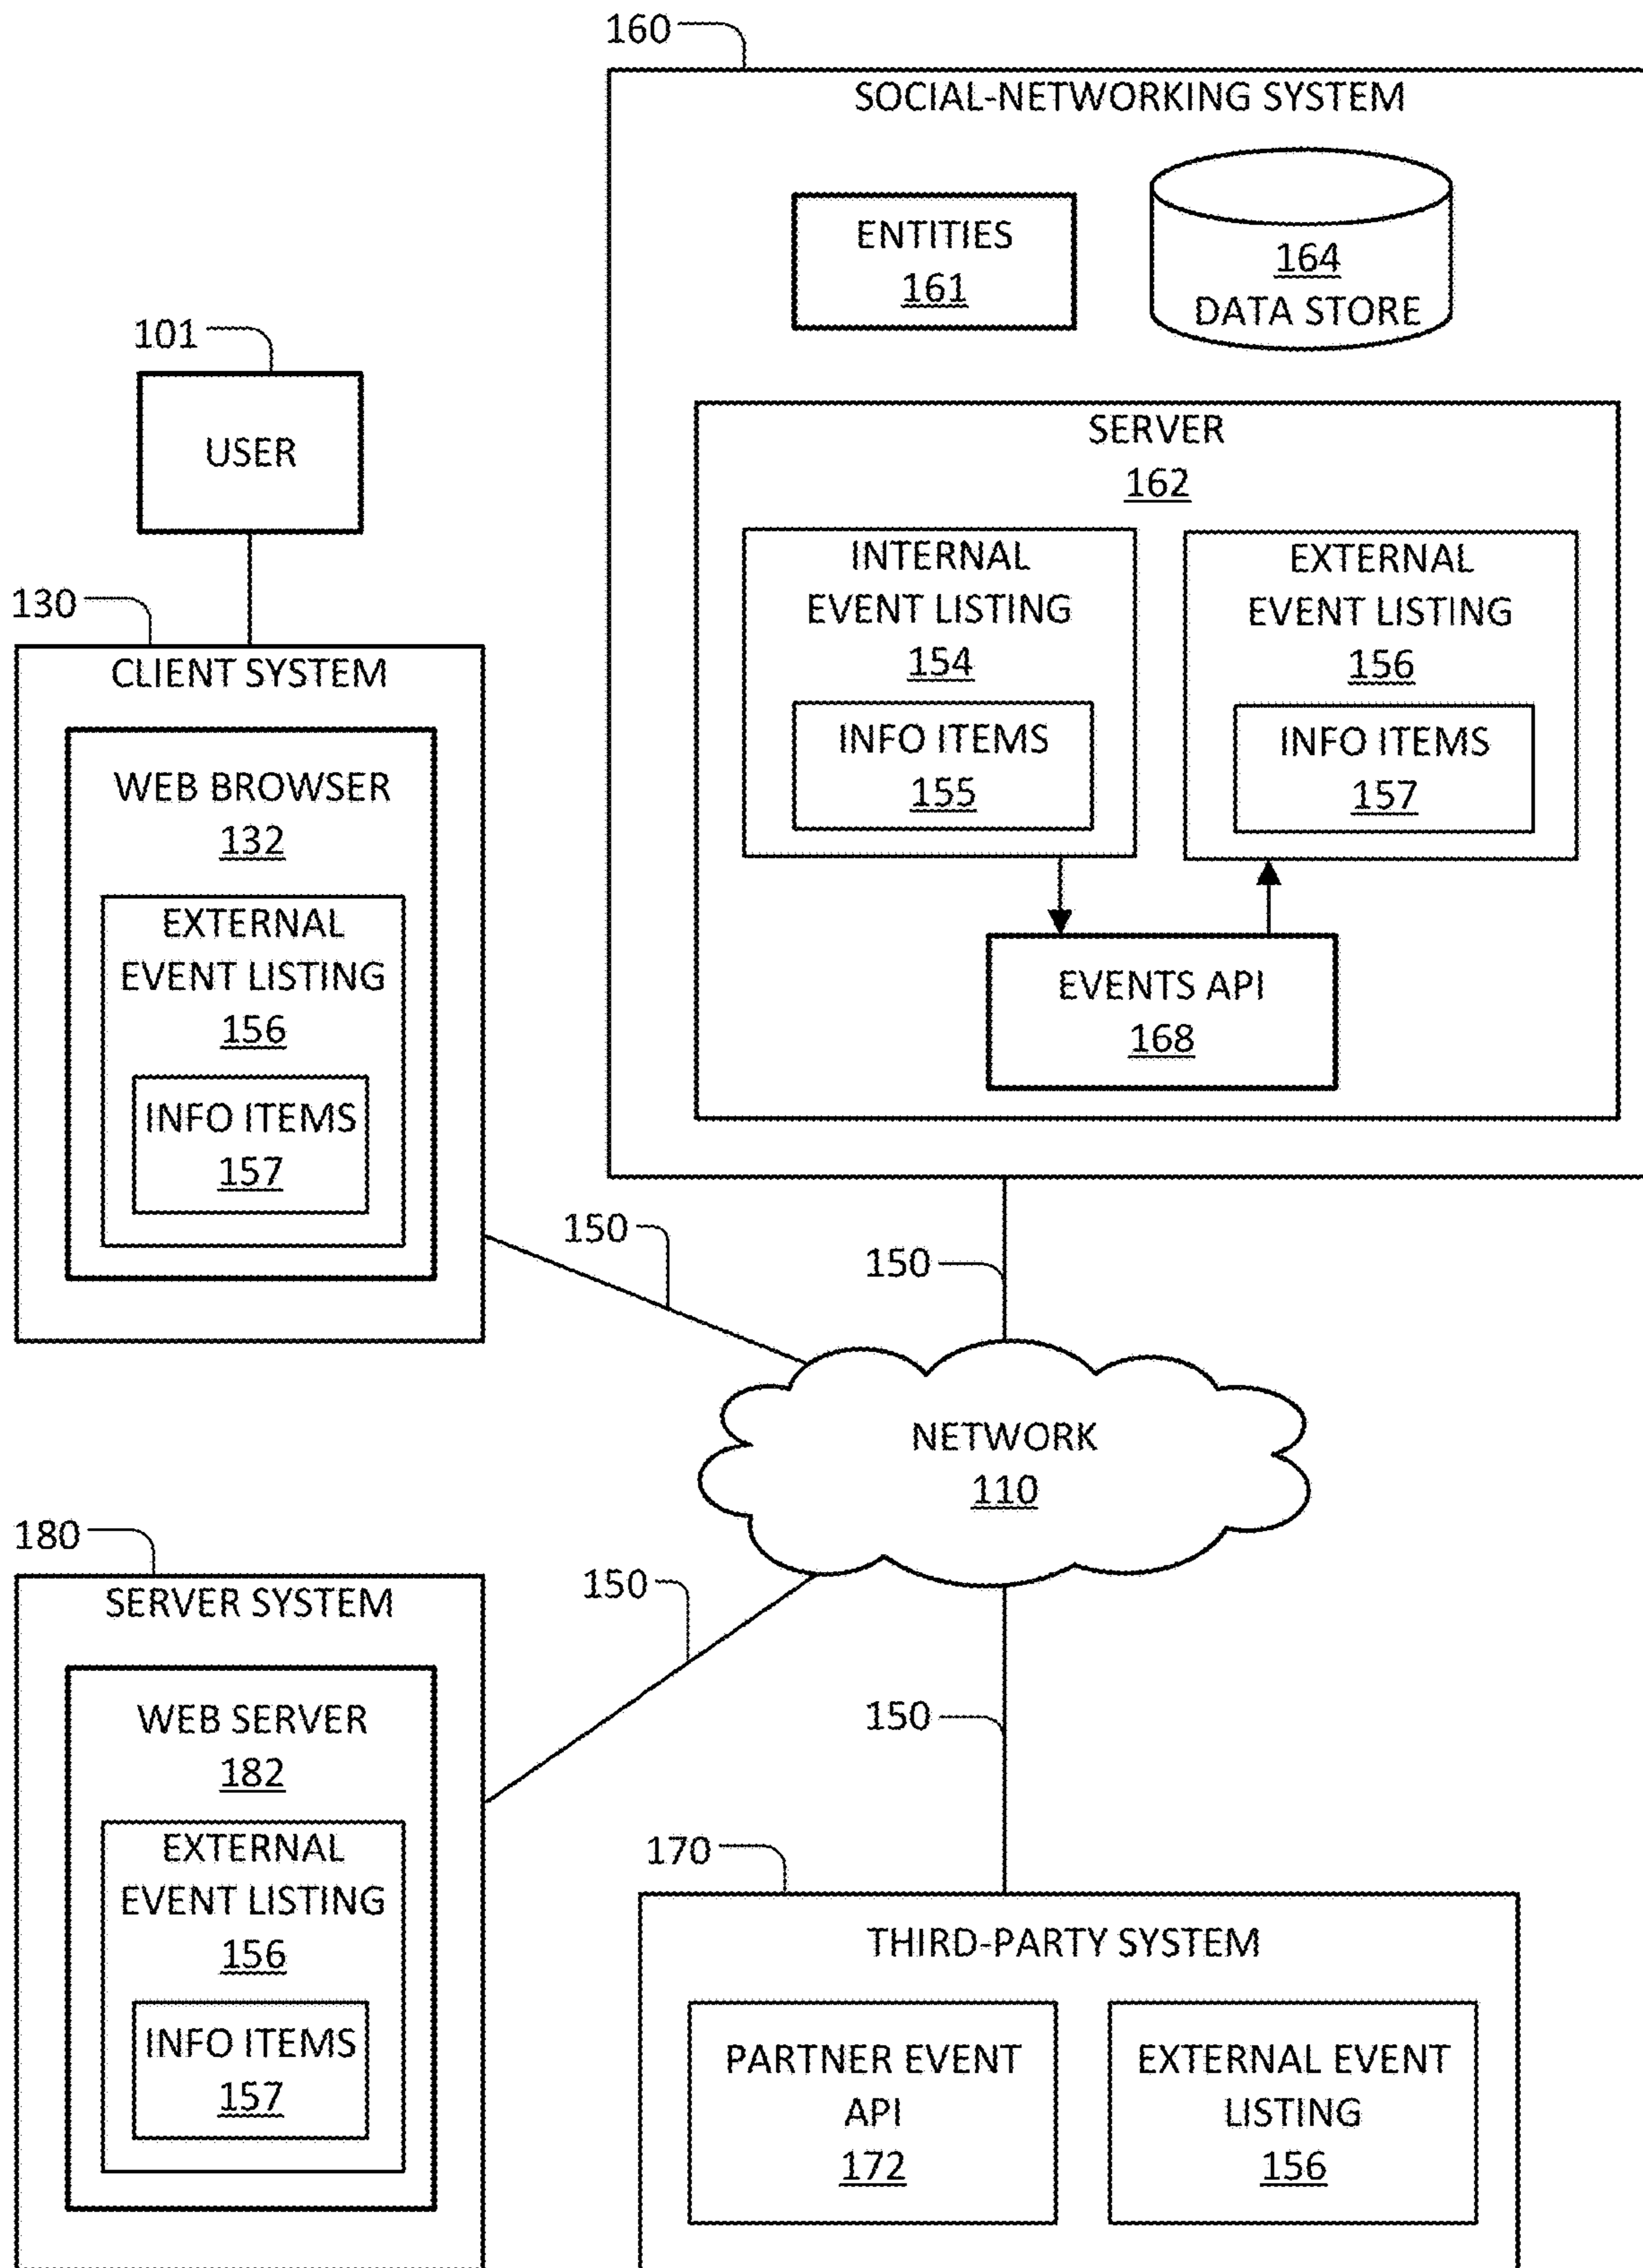 160
SOCIAL-NETWORKING SYSTEM
ENTITIES
161
164
DATA STORE
101
USER
SERVER
162
INTERNAL
EVENT LISTING
154
INFO ITEMS
155
EXTERNAL
EVENT LISTING
156
INFO ITEMS
157
EVENTS API
168
130
CLIENT SYSTEM
WEB BROWSER
132
EXTERNAL
EVENT LISTING
156
INFO ITEMS
157
150
150
NETWORK
110
180
SERVER SYSTEM
WEB SERVER
182
EXTERNAL
EVENT LISTING
156
INFO ITEMS
157
150
150
170
THIRD-PARTY SYSTEM
PARTNER EVENT
API
172
EXTERNAL EVENT
LISTING
156